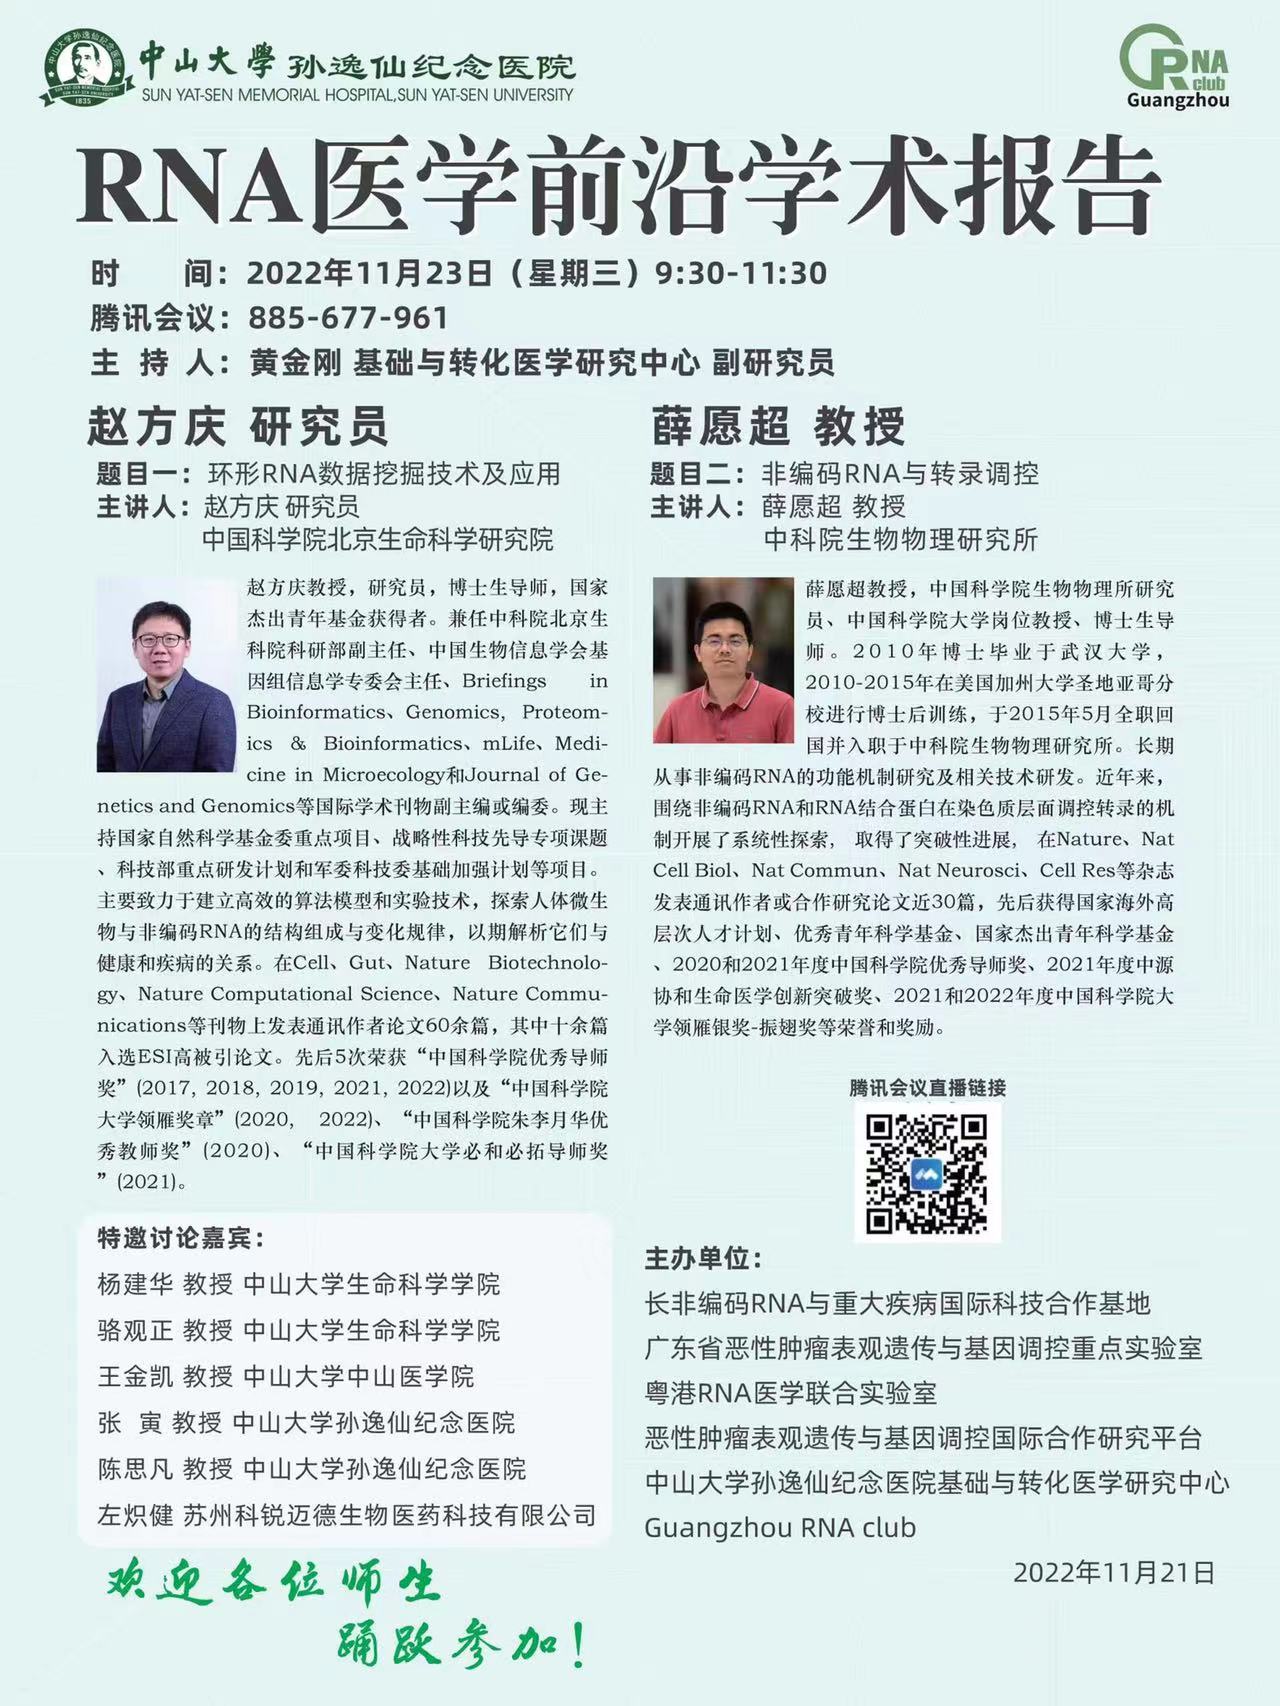 中山大學 孙逸仙纪念医院
SUN YAT-SEN MEMORIAL HOSPITAL,SUN YAT-SEN UNIVERSITY
中山大学孙逸仙纪念医院
SUN YAT-SEN MEMORIAL HOSPITAL
SUN YAT-SEN UNIVERSITY
1835
RNA
club
Guangzhou
RNA医学前沿学术报告
时 间：2022年11月23日（星期三）9:30-11:30
腾讯会议：885-677-961
主 持 人：黄金刚 基础与转化医学研究中心 副研究员
赵方庆 研究员
题目一：环形RNA数据挖掘技术及应用
主讲人：赵方庆 研究员
中国科学院北京生命科学研究院
赵方庆教授，研究员，博士生导师，国家
杰出青年基金获得者。兼任中科院北京生
科院科研部副主任、中国生物信息学会基
因组信息学专委会主任、Briefings in
Bioinformatics、Genomics, Proteom-
ics & Bioinformatics、mLife、Medi-
cine in Microecology和Journal of Ge-
netics and Genomics等国际学术刊物副主编或编委。现主
持国家自然科学基金委重点项目、战略性科技先导专项课题
、科技部重点研发计划和军委科技委基础加强计划等项目。
主要致力于建立高效的算法模型和实验技术，探索人体微生
物与非编码RNA的结构组成与变化规律，以期解析它们与
健康和疾病的关系。在Cell、Gut、Nature Biotechnolo-
gy、Nature Computational Science、Nature Commu-
nications等刊物上发表通讯作者论文60余篇，其中十余篇
入选ESI高被引论文。先后5次荣获“中国科学院优秀导师
奖”(2017, 2018, 2019, 2021, 2022)以及“中国科学院
大学领雁奖章”(2020, 2022)、“中国科学院朱李月华优
秀教师奖”(2020)、“中国科学院大学必和必拓导师奖
”(2021)。
薛愿超 教授
题目二：非编码RNA与转录调控
主讲人：薛愿超 教授
中科院生物物理研究所
薛愿超教授，中国科学院生物物理所研究
员、中国科学院大学岗位教授、博士生导
师。2010年博士毕业于武汉大学，
2010-2015年在美国加州大学圣地亚哥分
校进行博士后训练，于2015年5月全职回
国并入职于中科院生物物理研究所。长期
从事非编码RNA的功能机制研究及相关技术研发。近年来，
围绕非编码RNA和RNA结合蛋白在染色质层面调控转录的机
制开展了系统性探索，取得了突破性进展，在Nature、Nat
Cell Biol、Nat Commun、Nat Neurosci、Cell Res等杂志
发表通讯作者或合作研究论文近30篇，先后获得国家海外高
层次人才计划、优秀青年科学基金、国家杰出青年科学基金
、2020和2021年度中国科学院优秀导师奖、2021年度中源
协和生命医学创新突破奖、2021和2022年度中国科学院大
学领雁银奖-振翅奖等荣誉和奖励。
腾讯会议直播链接
特邀讨论嘉宾：
杨建华 教授 中山大学生命科学学院
骆观正 教授 中山大学生命科学学院
王金凯 教授 中山大学中山医学院
张 寅 教授 中山大学孙逸仙纪念医院
陈思凡 教授 中山大学孙逸仙纪念医院
左炽健 苏州科锐迈德生物医药科技有限公司
主办单位：
长非编码RNA与重大疾病国际科技合作基地
广东省恶性肿瘤表观遗传与基因调控重点实验室
粤港RNA医学联合实验室
恶性肿瘤表观遗传与基因调控国际合作研究平台
中山大学孙逸仙纪念医院基础与转化医学研究中心
Guangzhou RNA club
2022年11月21日
欢迎各位师生
踊跃参加！